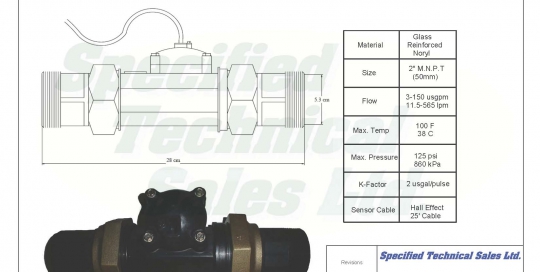 Specified
Technical
Sales Ltd.
5.3 cm
28 cm
Material
Glass
Reinforced
Noryl
Size
2" M.N.P.T
(50mm)
Flow
3-150 usgpm
11.5-565 lpm
Max. Temp
100 F
38 C
Max. Pressure
125 psi
860 kPa
K-Factor
2 usgal/pulse
Sensor Cable
Hall Effect
25' Cable
Revisions
Specified Technical Sales Ltd.